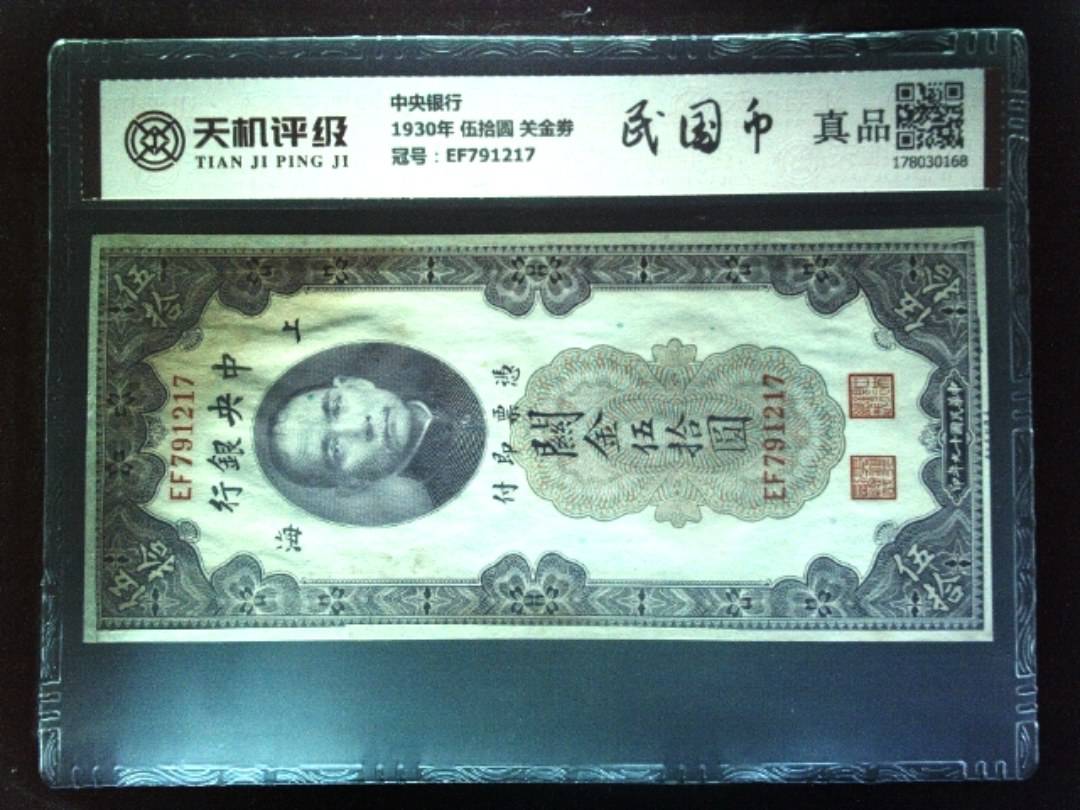 天机评级
TIAN JI PING JI
中央银行
1930年 伍拾圆 关金券
冠号：EF791217
民国币
真品
178030168
伍拾
伍拾
中央銀行
上海
EF791217
憑票即付
關金伍拾圓
EF791217
伍拾
伍拾